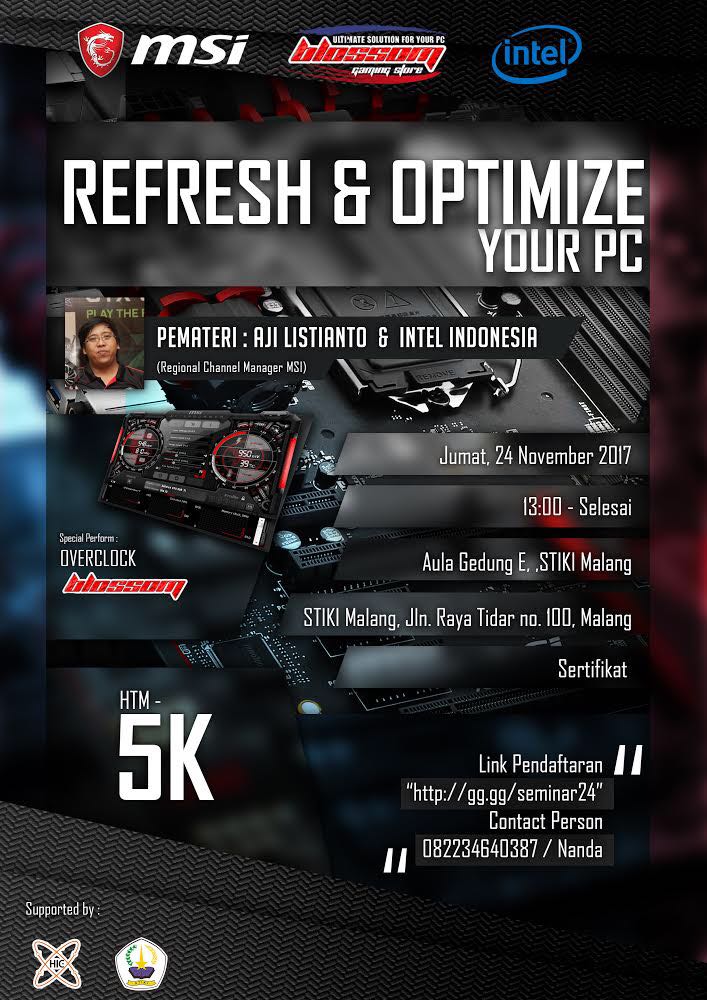 msi
ULTIMATE SOLUTION FOR YOUR PC
blossom
gaming store
intel
REFRESH & OPTIMIZE
YOUR PC
PLAY THE
PEMATERI : AJI LISTIANTO & INTEL INDONESIA
(Regional Channel Manager MSI)
REMOVE
Jumat, 24 November 2017
13:00 - Selesai
Special Perform :
OVERCLOCK
blossom
Aula Gedung E, ,STIKI Malang
STIKI Malang, Jln. Raya Tidar no. 100, Malang
Sertifikat
HTM -
5K
Link Pendaftaran
"http://gg.gg/seminar24"
Contact Person
082234640387 / Nanda
Supported by :
HIC